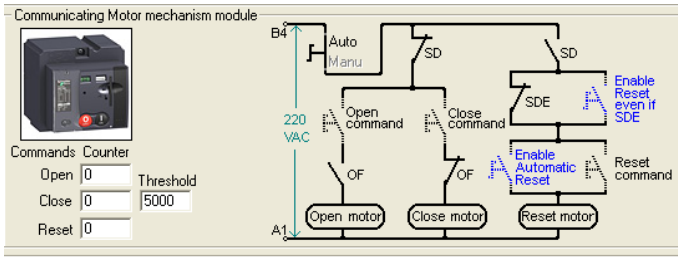 Communicating Motor mechanism module
Commands Counter
Open 0
Close 0
Reset 0
Threshold
5000
B4
Auto
Manu
220
VAC
A1
SD
SD
Open
command
Close
command
SDE
Enable
Reset
even if
SDE
Enable
Automatic
Reset
Reset
command
OF
OF
Open motor
Close motor
Reset motor